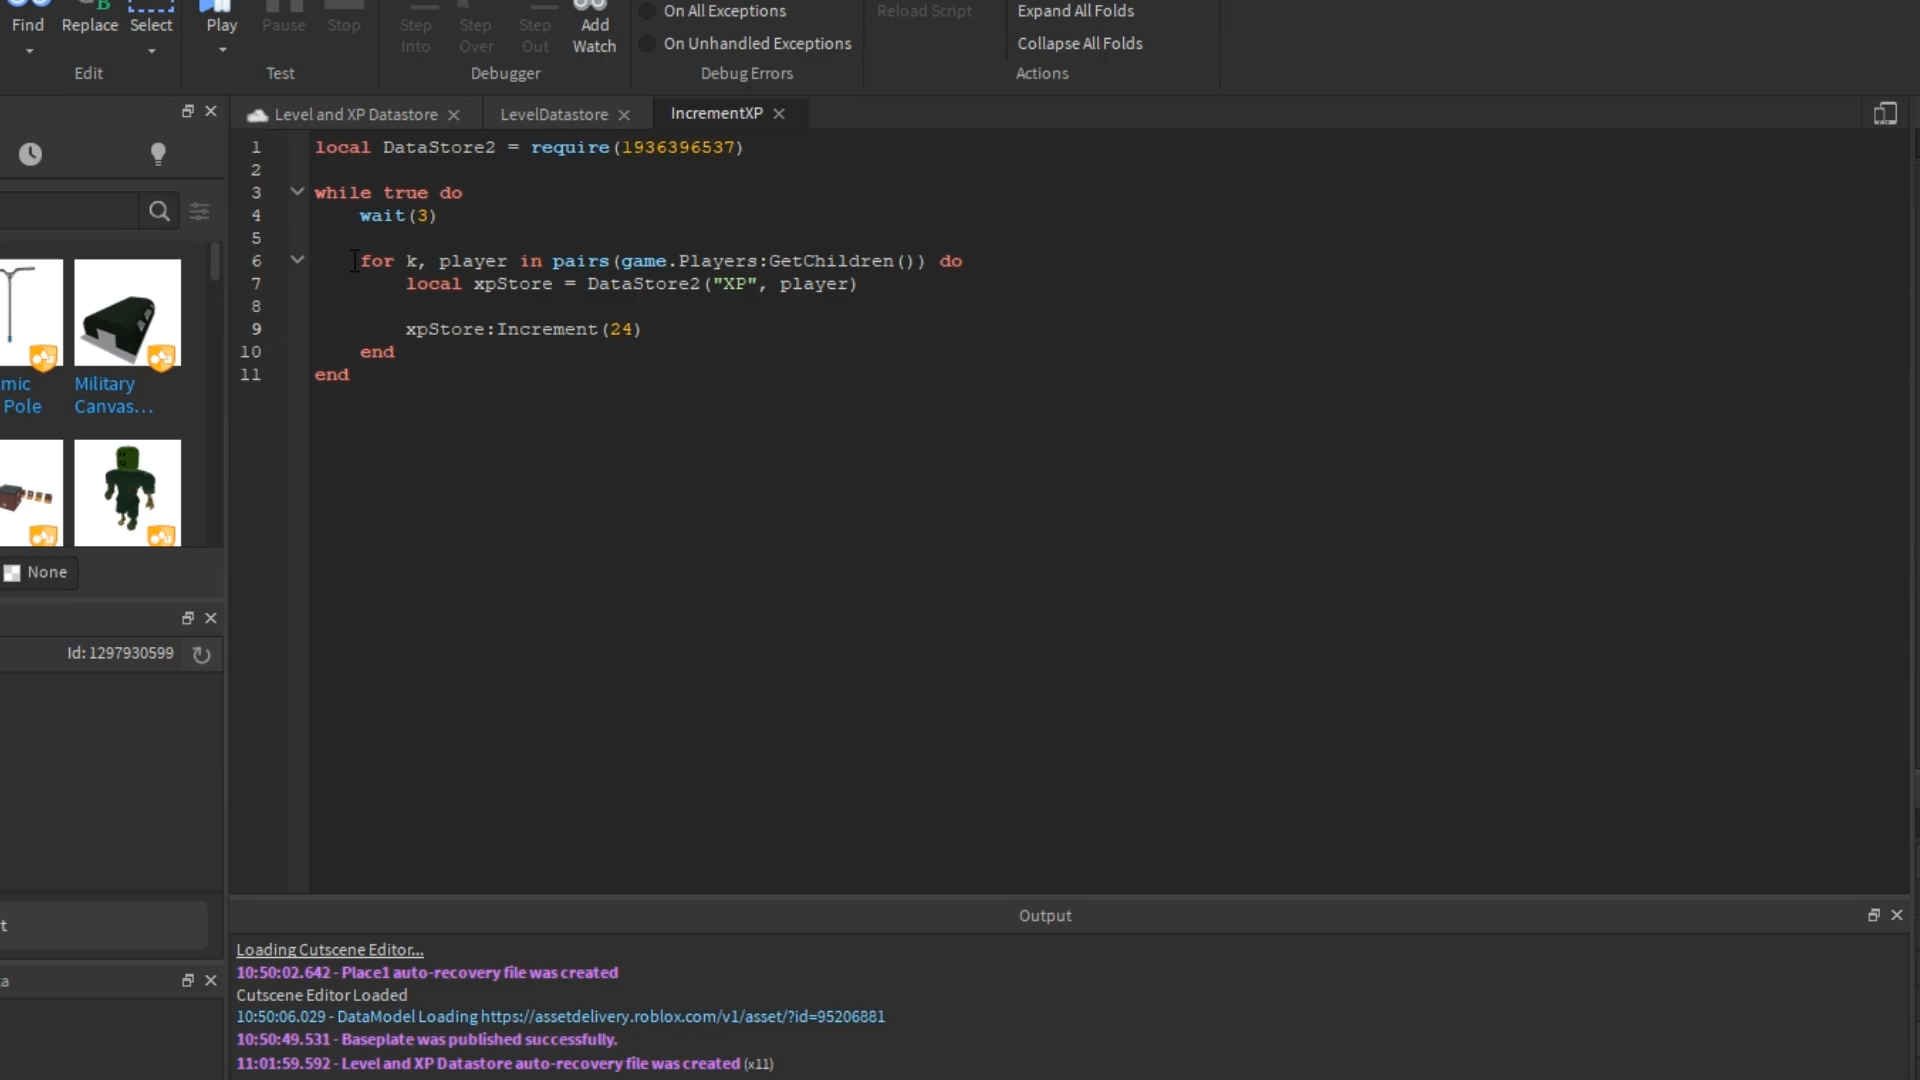 Find
Replace
Select
Play
Pause
Stop
Step Into
Step Over
Step Out
Add Watch
On All Exceptions
On Unhandled Exceptions
Reload Script
Expand All Folds
Collapse All Folds
Edit
Test
Debugger
Debug Errors
Actions
Level and XP Datastore
LevelDatastore
IncrementXP
1 local DataStore2 = require(1936396537)
2
3 while true do
4 wait(3)
5
6 for k, player in pairs(game.Players:GetChildren()) do
7 local xpStore = DataStore2("XP", player)
8
9 xpStore:Increment(24)
10 end
11 end
mic
Pole
Military
Canvas...
None
Id: 1297930599
t
ta
Output
Loading Cutscene Editor...
10:50:02.642 - Place1 auto-recovery file was created
Cutscene Editor Loaded
10:50:06.029 - DataModel Loading https://assetdelivery.roblox.com/v1/asset/?id=95206881
10:50:49.531 - Baseplate was published successfully.
11:01:59.592 - Level and XP Datastore auto-recovery file was created (x11)